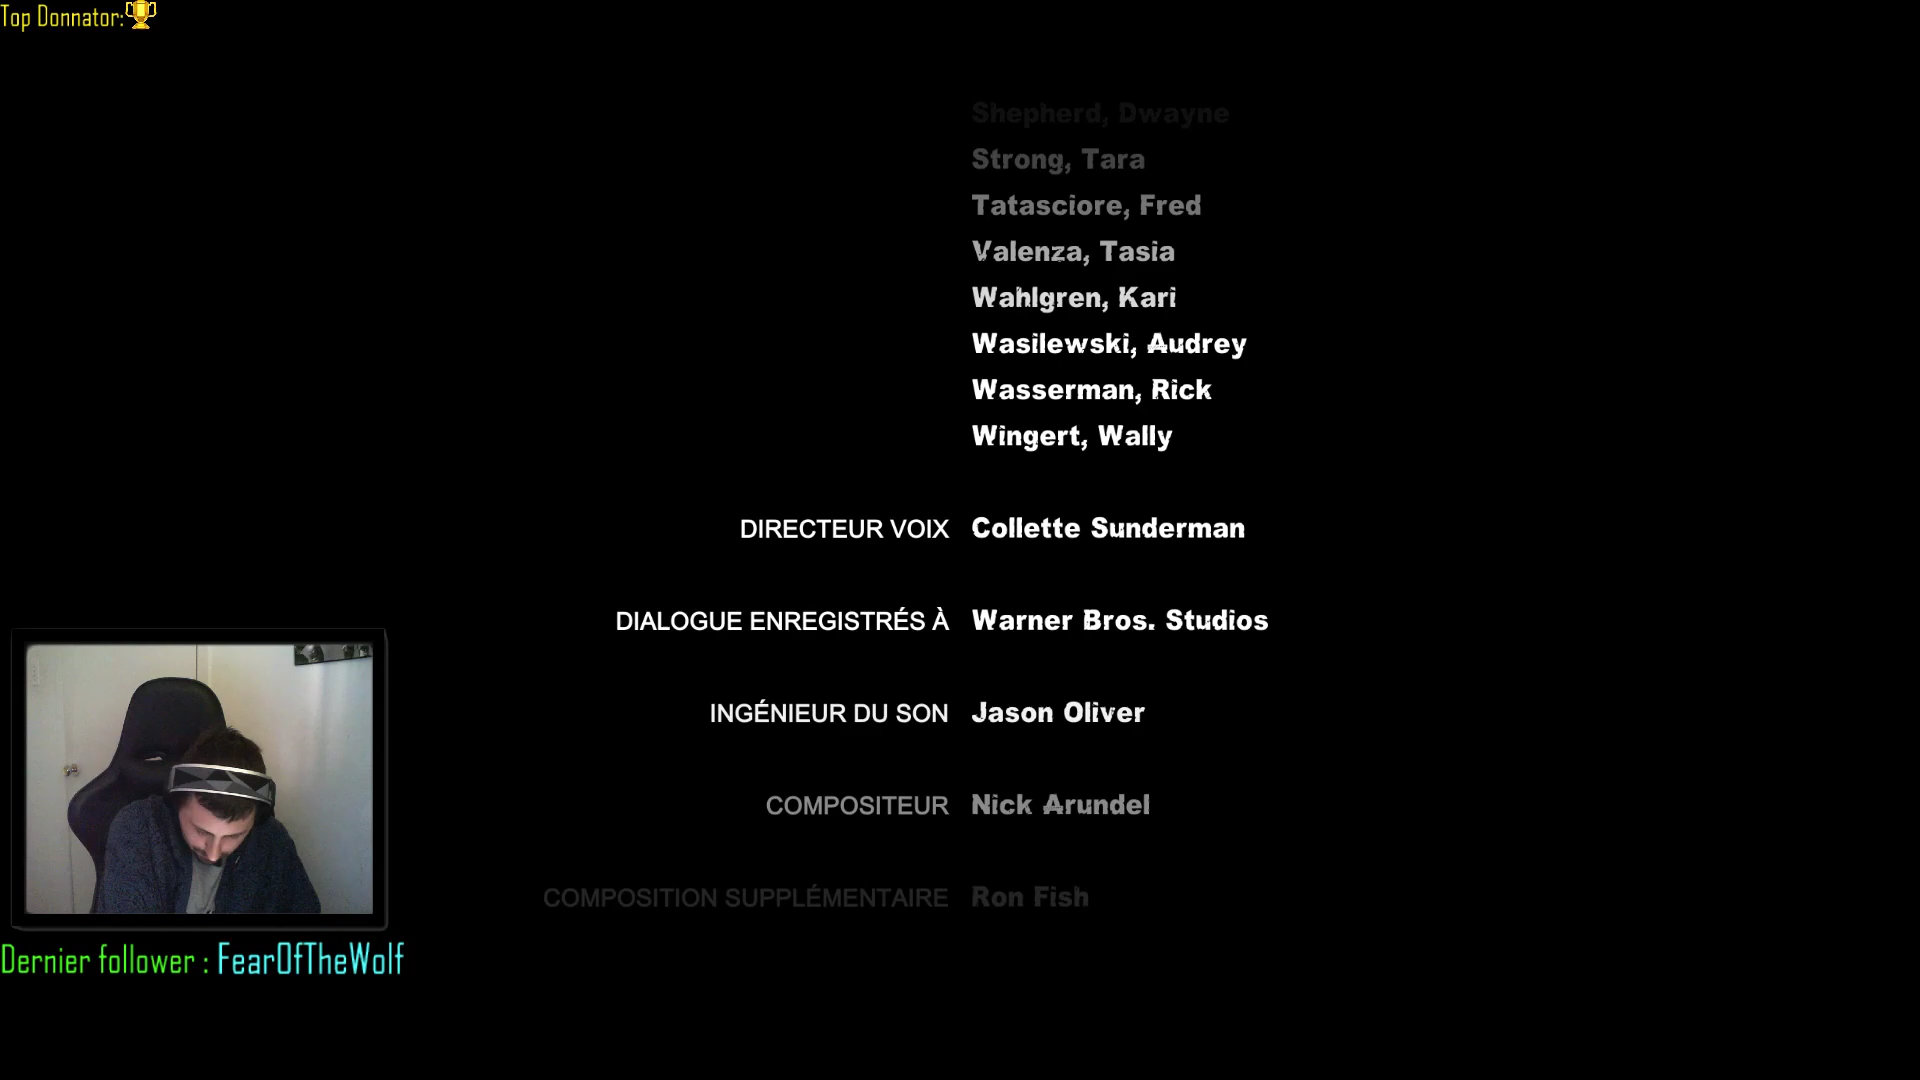 Top Donnator:
Shepherd, Dwayne
Strong, Tara
Tatasciore, Fred
Valenza, Tasia
Wahlgren, Kari
Wasilewski, Audrey
Wasserman, Rick
Wingert, Wally
DIRECTEUR VOIX Collette Sunderman
DIALOGUE ENREGISTRÉS À Warner Bros. Studios
INGÉNIEUR DU SON Jason Oliver
COMPOSITEUR Nick Arundel
COMPOSITION SUPPLÉMENTAIRE Ron Fish
Dernier follower : FearOfTheWolf